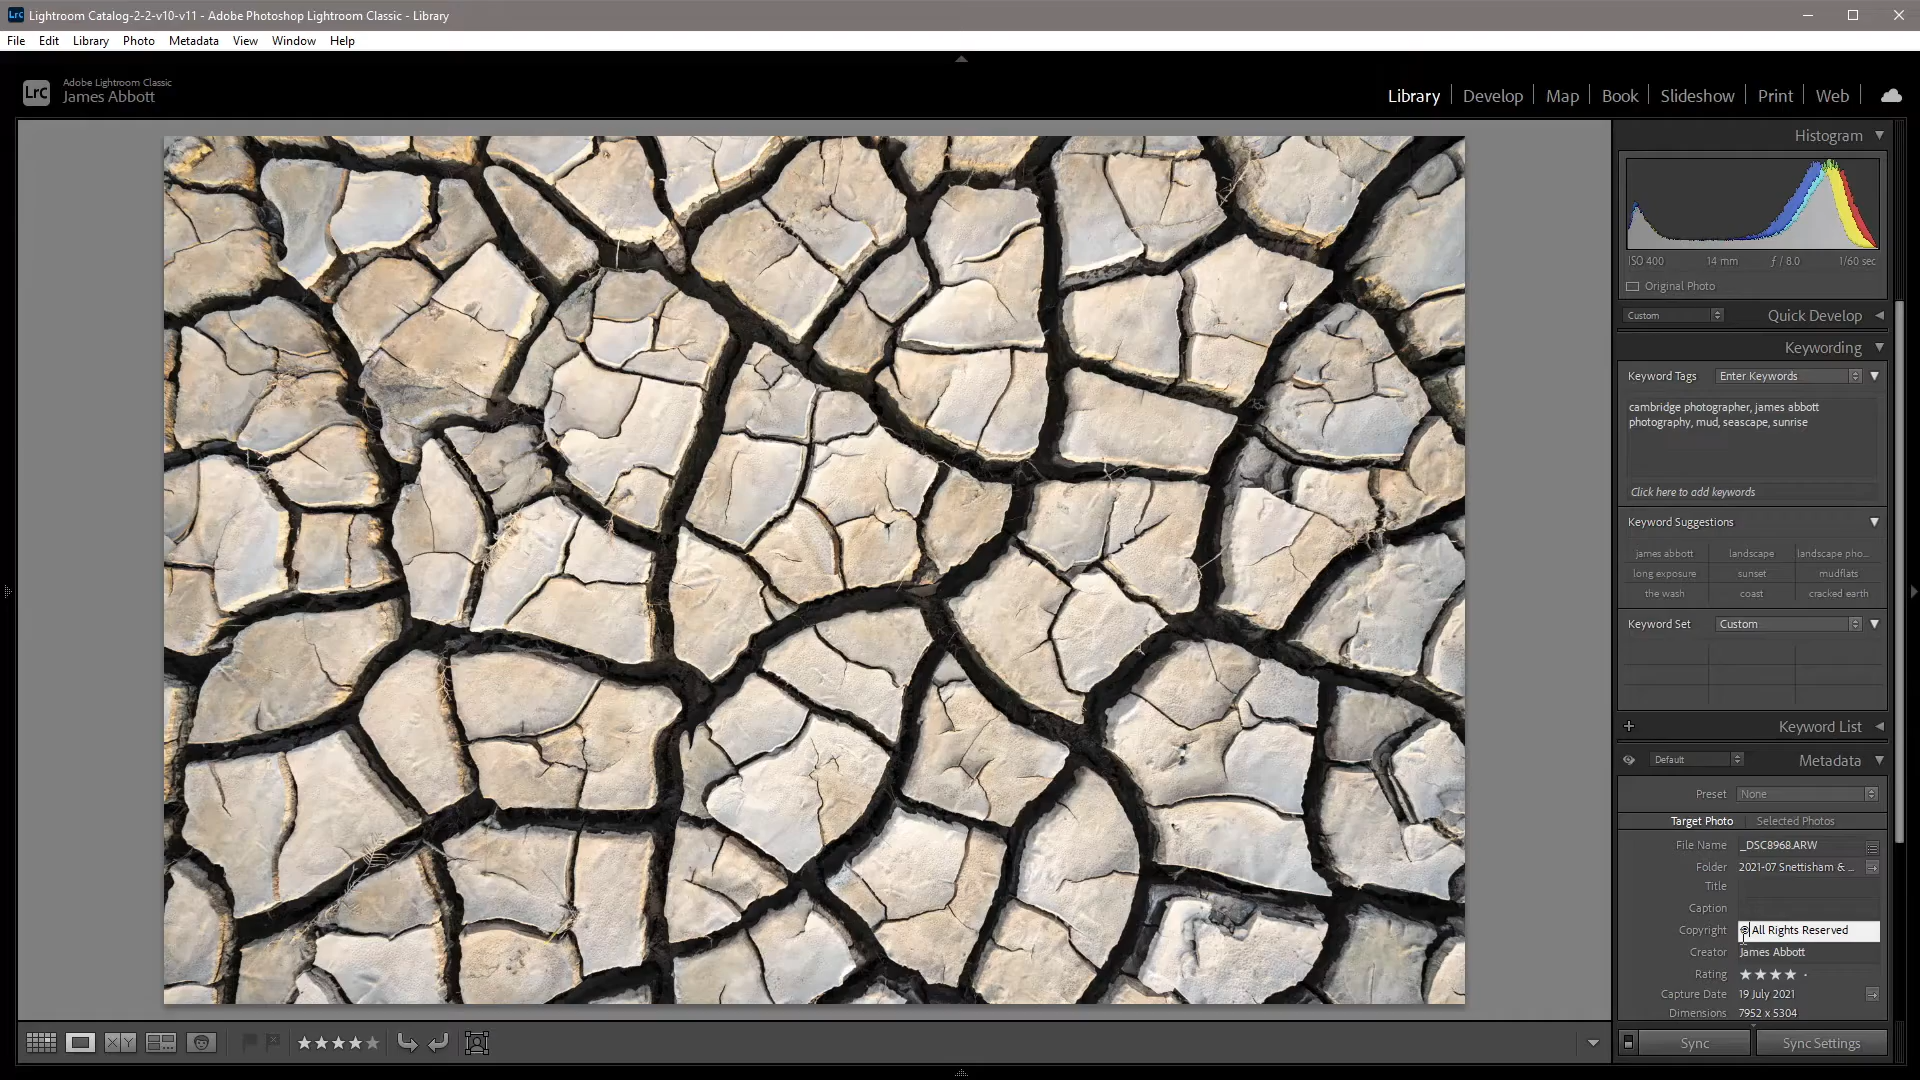 Lrc Lightroom Catalog-2-2-v10-v11 - Adobe Photoshop Lightroom Classic - Library
File Edit Library Photo Metadata View Window Help
LrC
Adobe Lightroom Classic
James Abbott
Library Develop Map Book Slideshow Print Web
Histogram
ISO 400 14 mm ƒ / 8.0 1/60 sec
Original Photo
Custom Quick Develop
Keywording
Keyword Tags Enter Keywords
cambridge photographer, james abbott
photography, mud, seascape, sunrise
Click here to add keywords
Keyword Suggestions
james abbott landscape landscape pho...
long exposure sunset mudflats
the wash coast cracked earth
Keyword Set Custom
Keyword List
Default Metadata
Preset None
Target Photo Selected Photos
File Name _DSC8968.ARW
Folder 2021-07 Snettisham & ...
Title
Caption
Copyright © All Rights Reserved
Creator James Abbott
Rating
Capture Date 19 July 2021
Dimensions 7952 x 5304
XY
Sync Sync Settings